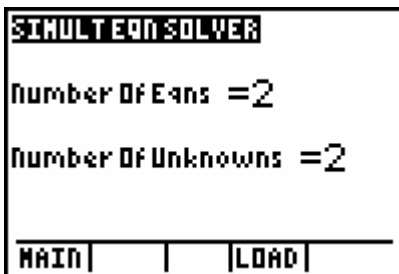 SIMULT EQN SOLVER
Number Of Eqns =2
Number Of Unknowns =2
MAIN LOAD